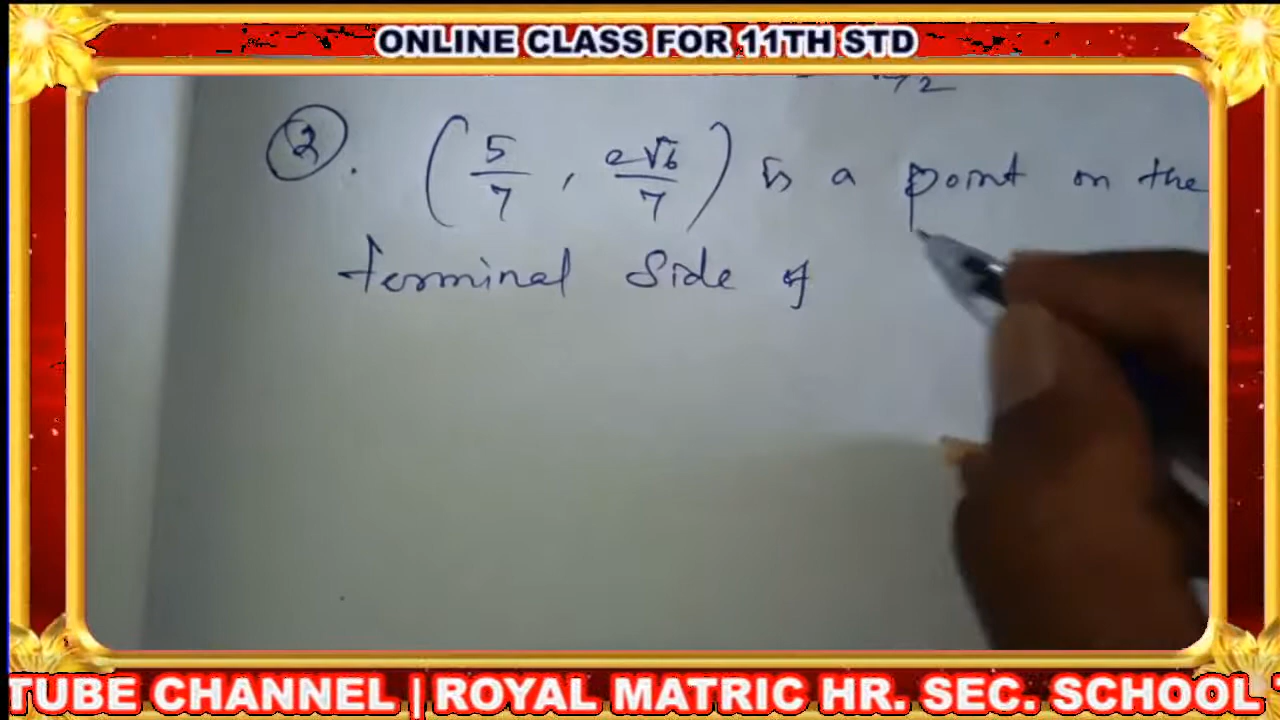 ONLINE CLASS FOR 11TH STD
②. (5/7, 2√6/7) is a point on the
terminal side of
TUBE CHANNEL | ROYAL MATRIC HR. SEC. SCHOOL